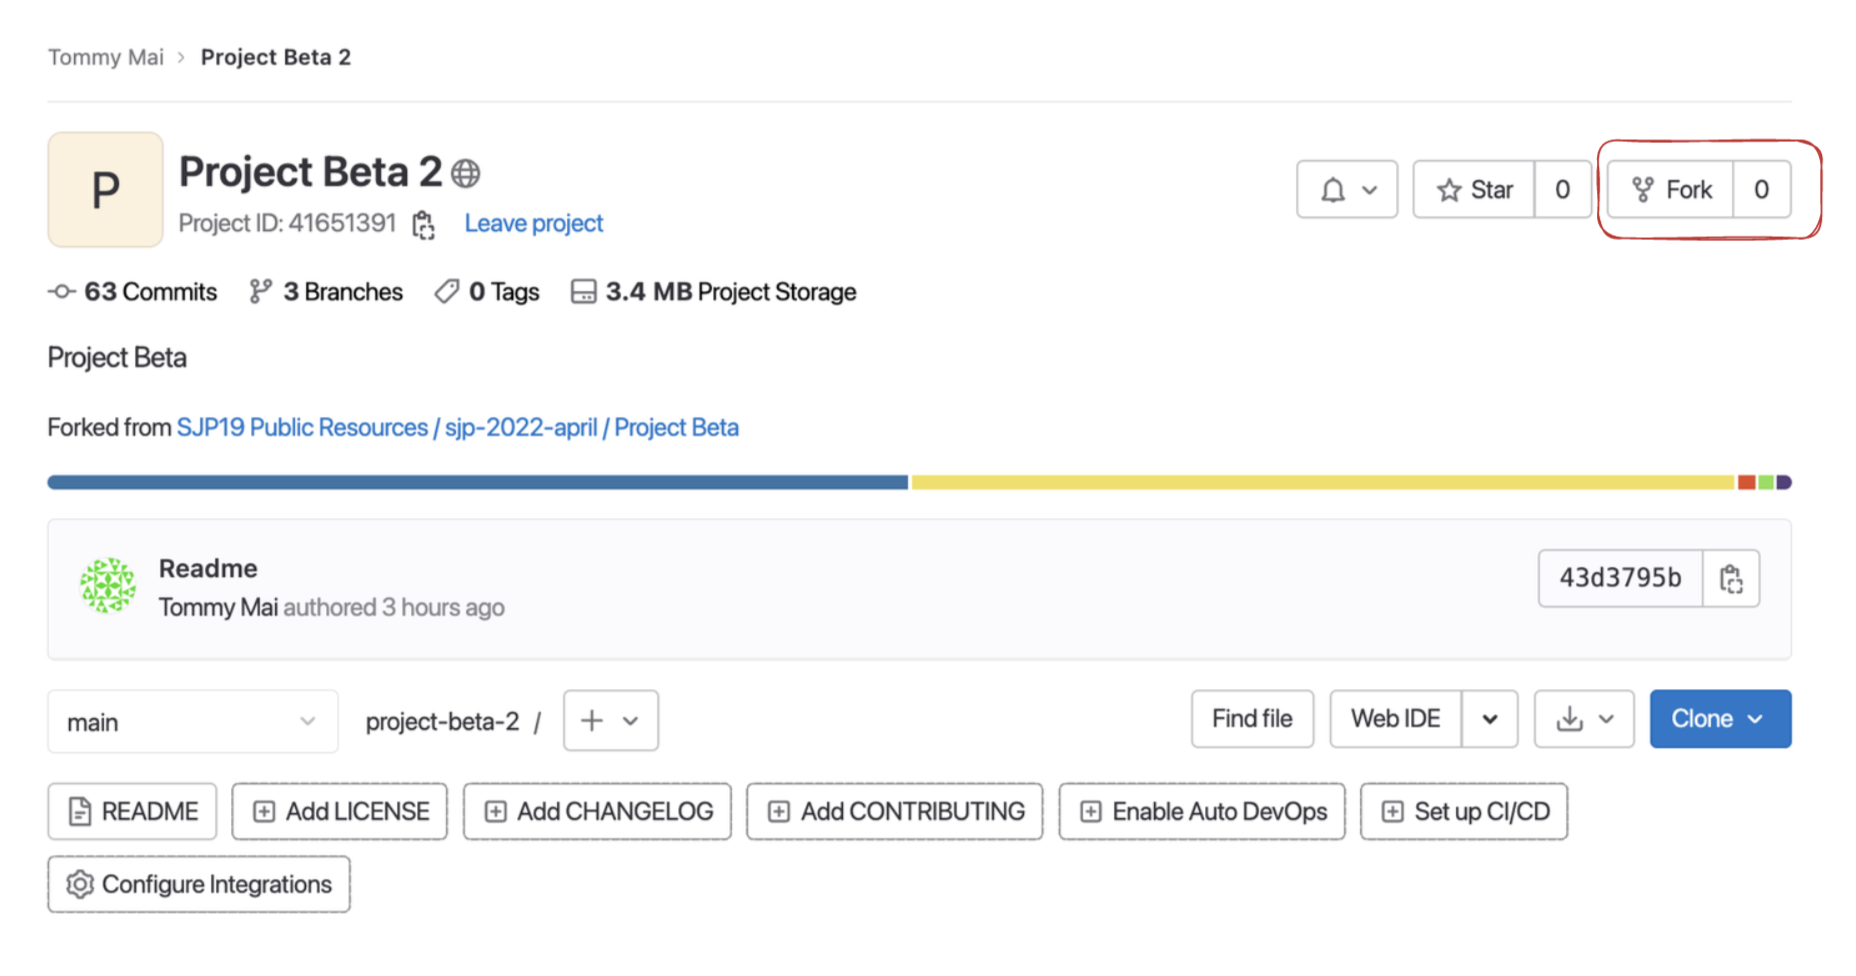 Tommy Mai > Project Beta 2
P
Project Beta 2
Project ID: 41651391 Leave project
Star 0 Fork 0
63 Commits 3 Branches 0 Tags 3.4 MB Project Storage
Project Beta
Forked from SJP19 Public Resources / sjp-2022-april / Project Beta
Readme
Tommy Mai authored 3 hours ago
43d3795b
main project-beta-2 / + Find file Web IDE Clone
README Add LICENSE Add CHANGELOG Add CONTRIBUTING Enable Auto DevOps Set up CI/CD
Configure Integrations